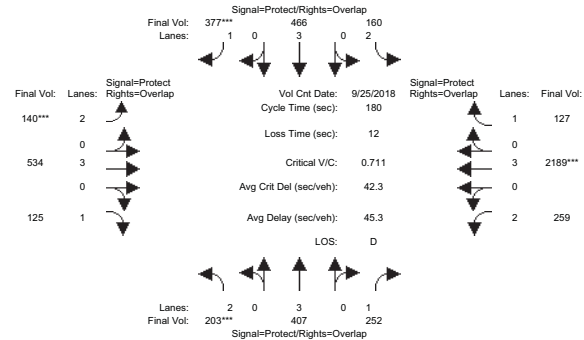 Signal=Protect/Rights=Overlap
Final Vol: 377*** 466 160
Lanes: 1 0 3 0 2
Signal=Protect
Rights=Overlap
Final Vol: Lanes:
Vol Cnt Date: 9/25/2018
Signal=Protect
Rights=Overlap
Lanes: Final Vol:
Cycle Time (sec): 180
140*** 2
1 127
Loss Time (sec): 12
0
0
534 3
Critical V/C: 0.711
3 2189***
0
Avg Crit Del (sec/veh): 42.3
0
125 1
Avg Delay (sec/veh): 45.3
2 259
LOS: D
Lanes: 2 0 3 0 1
Final Vol: 203*** 407 252
Signal=Protect/Rights=Overlap